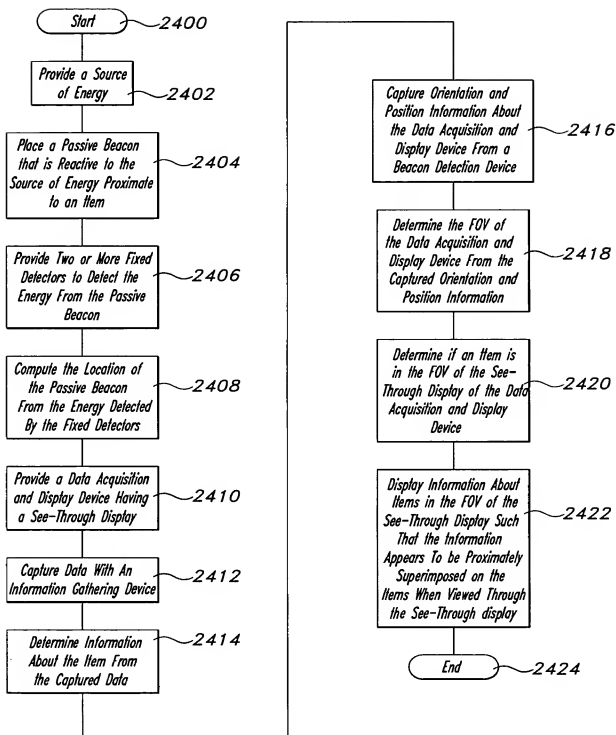 Start
2400
Provide a Source
of Energy
2402
Place a Passive Beacon
that is Reactive to the
Source of Energy Proximate
to an Item
2404
Provide Two or More Fixed
Detectors to Detect the
Energy From the Passive
Beacon
2406
Compute the Location of
the Passive Beacon
From the Energy Detected
By the Fixed Detectors
2408
Provide a Data Acquisition
and Display Device Having
a See-Through Display
2410
Capture Data With An
Information Gathering Device
2412
Determine Information
About the Item From
the Captured Data
2414
Capture Orientation and
Position Information About
the Data Acquisition and
Display Device From a
Beacon Detection Device
2416
Determine the FOV of
the Data Acquisition and
Display Device From the
Captured Orientation and
Position Information
2418
Determine if an Item is
in the FOV of the See-
Through Display of the Data
Acquisition and Display
Device
2420
Display Information About
Items in the FOV of the
See-Through Display Such
That the Information
Appears To be Proximately
Superimposed on the
Items When Viewed Through
the See-Through display
2422
End
2424